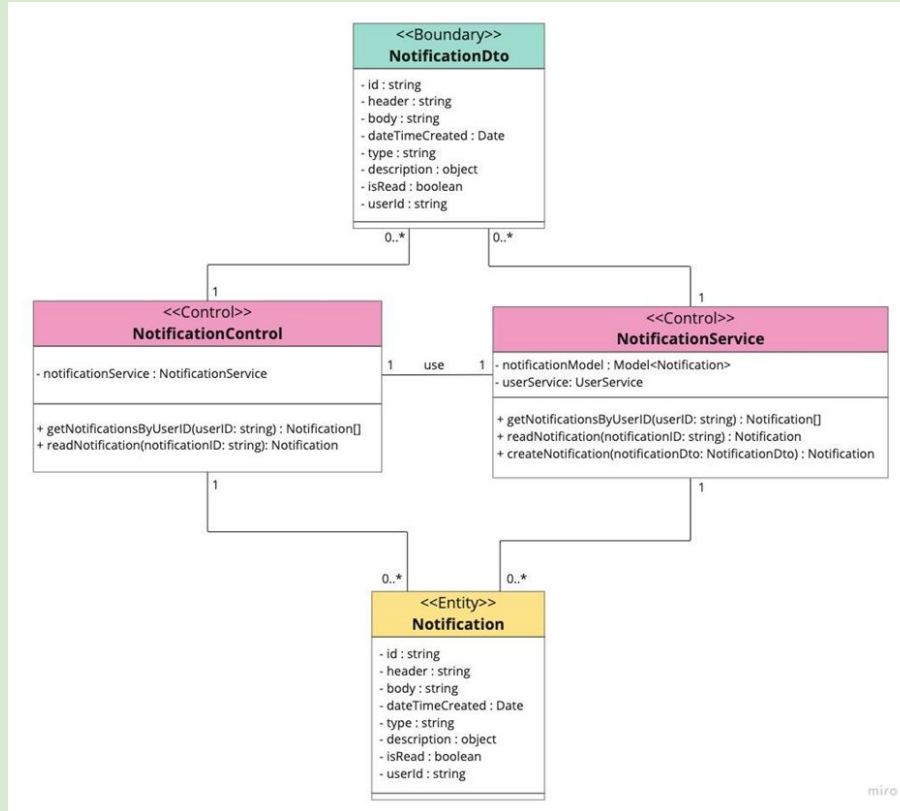 <<Boundary>>
NotificationDto
- id : string
- header : string
- body : string
- dateTimeCreated : Date
- type : string
- description : object
- isRead : boolean
- userId : string
0..*
0..*
1
1
<<Control>>
NotificationControl
- notificationService : NotificationService
+ getNotificationsByUserID(userID: string) : Notification[]
+ readNotification(notificationID: string): Notification
1
use
1
<<Control>>
NotificationService
- notificationModel : Model<Notification>
- userService: UserService
+ getNotificationsByUserID(userID: string) : Notification[]
+ readNotification(notificationID: string) : Notification
+ createNotification(notificationDto: NotificationDto) : Notification
1
1
0..*
0..*
<<Entity>>
Notification
- id : string
- header : string
- body : string
- dateTimeCreated : Date
- type : string
- description : object
- isRead : boolean
- userId : string
miro